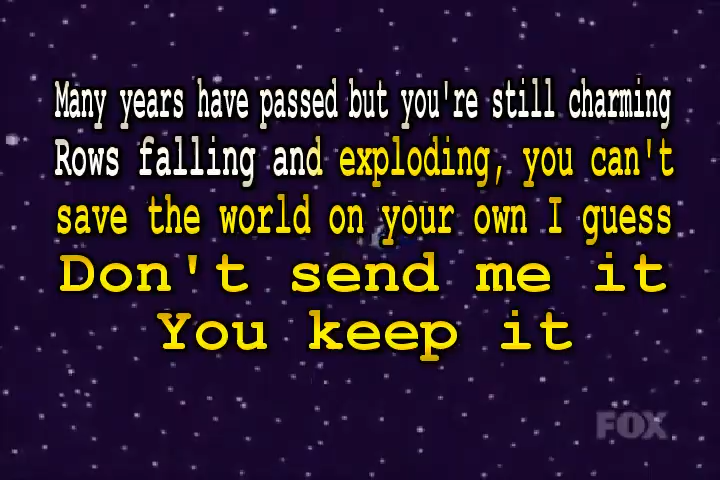 Many years have passed but you're still charming
Rows falling and exploding, you can't
save the world on your own I guess
Don't send me it
You keep it
FOX